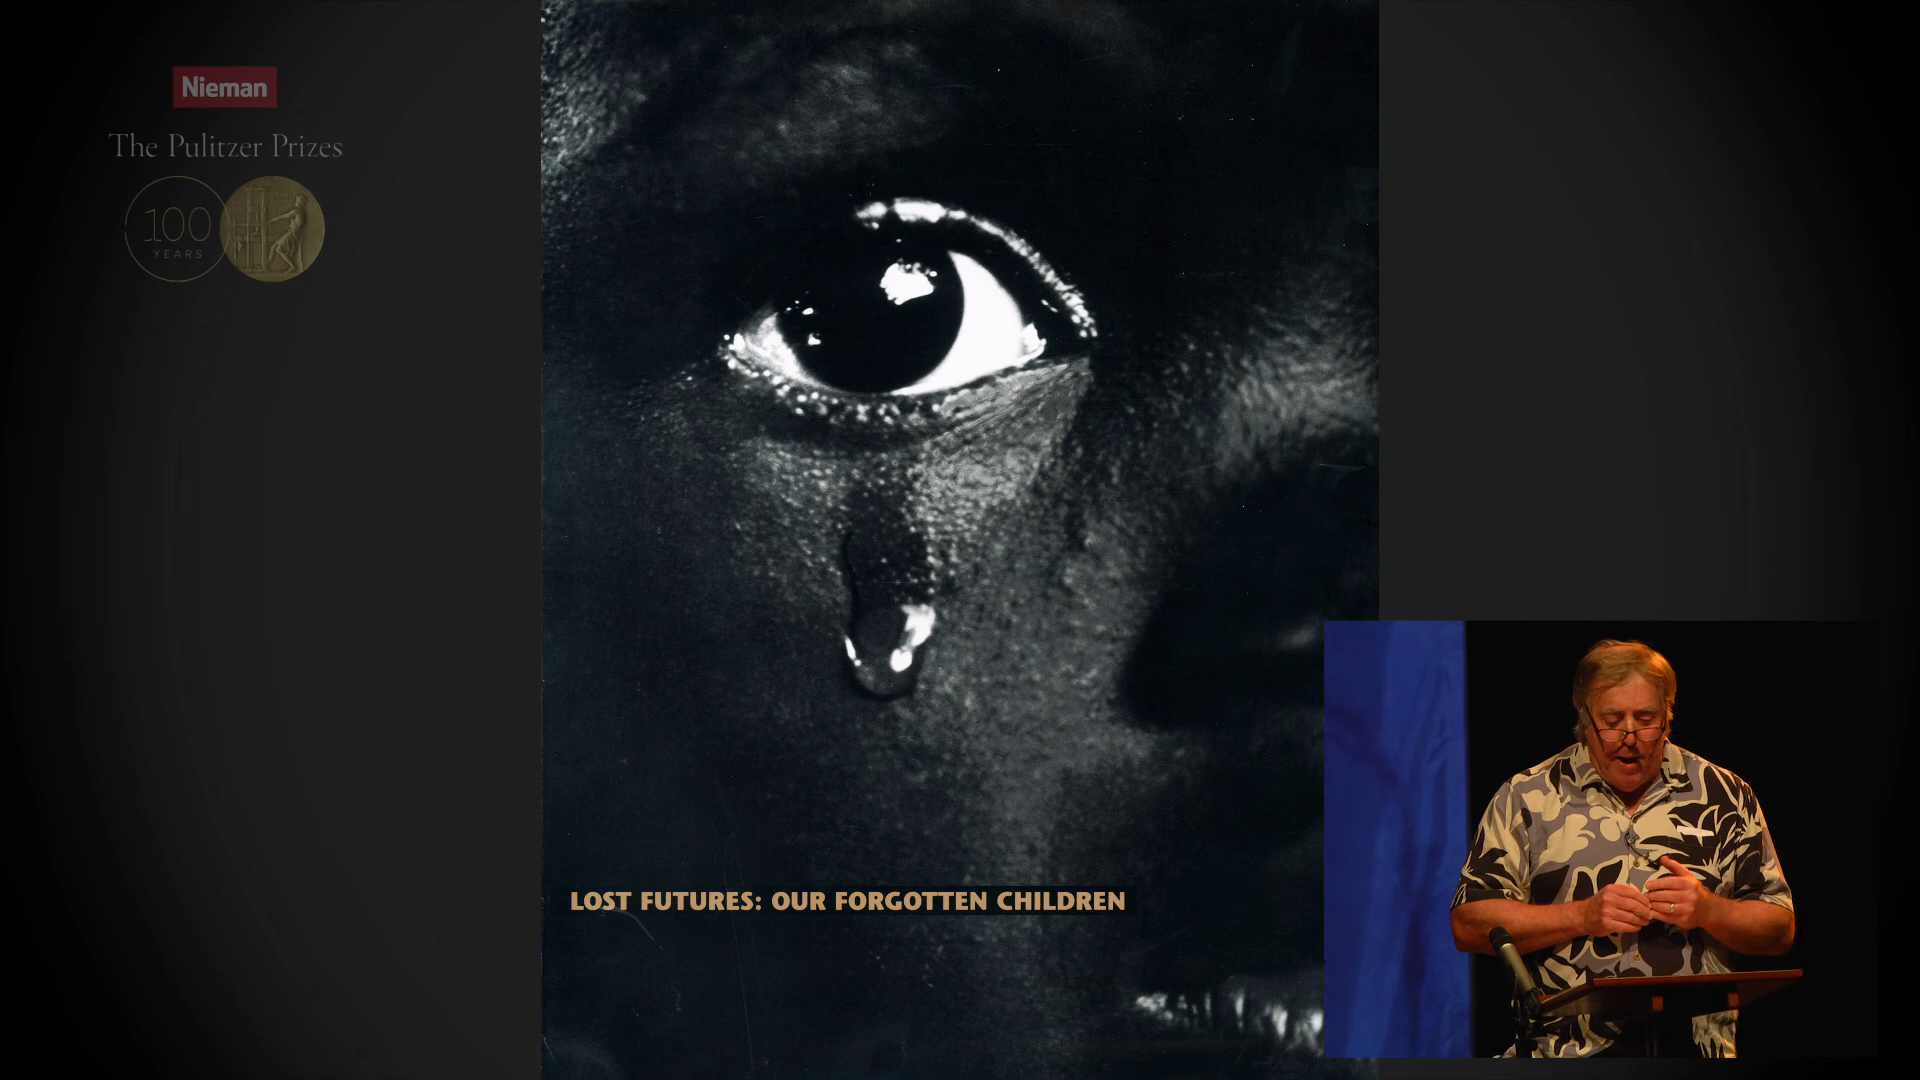 Nieman
The Pulitzer Prizes
100
YEARS
LOST FUTURES: OUR FORGOTTEN CHILDREN